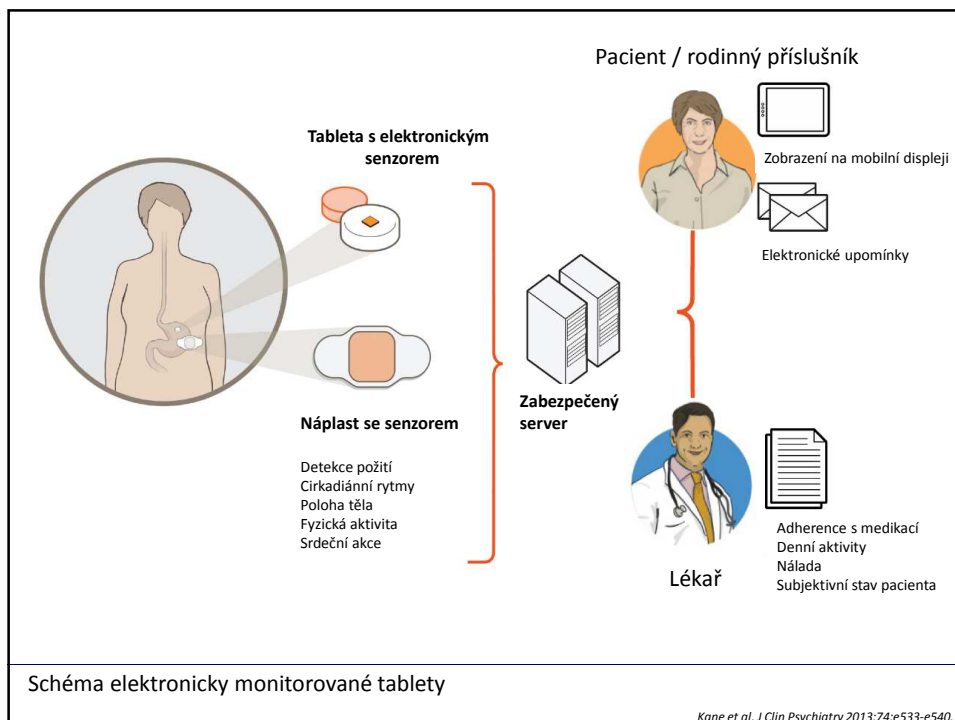 Pacient / rodinný příslušník
Tableta s elektronickým
senzorem
Zobrazení na mobilní displeji
Elektronické upomínky
Náplast se senzorem
Detekce požití
Cirkadiánní rytmy
Poloha těla
Fyzická aktivita
Srdeční akce
Zabezpečený
server
Lékař
Adherence s medikací
Denní aktivity
Nálada
Subjektivní stav pacienta
Schéma elektronicky monitorované tablety
Kane et al. J Clin Psychiatry 2013;74:e533-e540.